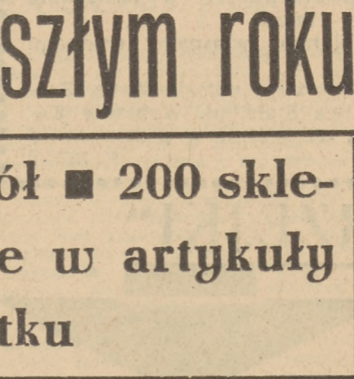 szłym roku
ół ■ 200 skle-
e w artykuły
tku